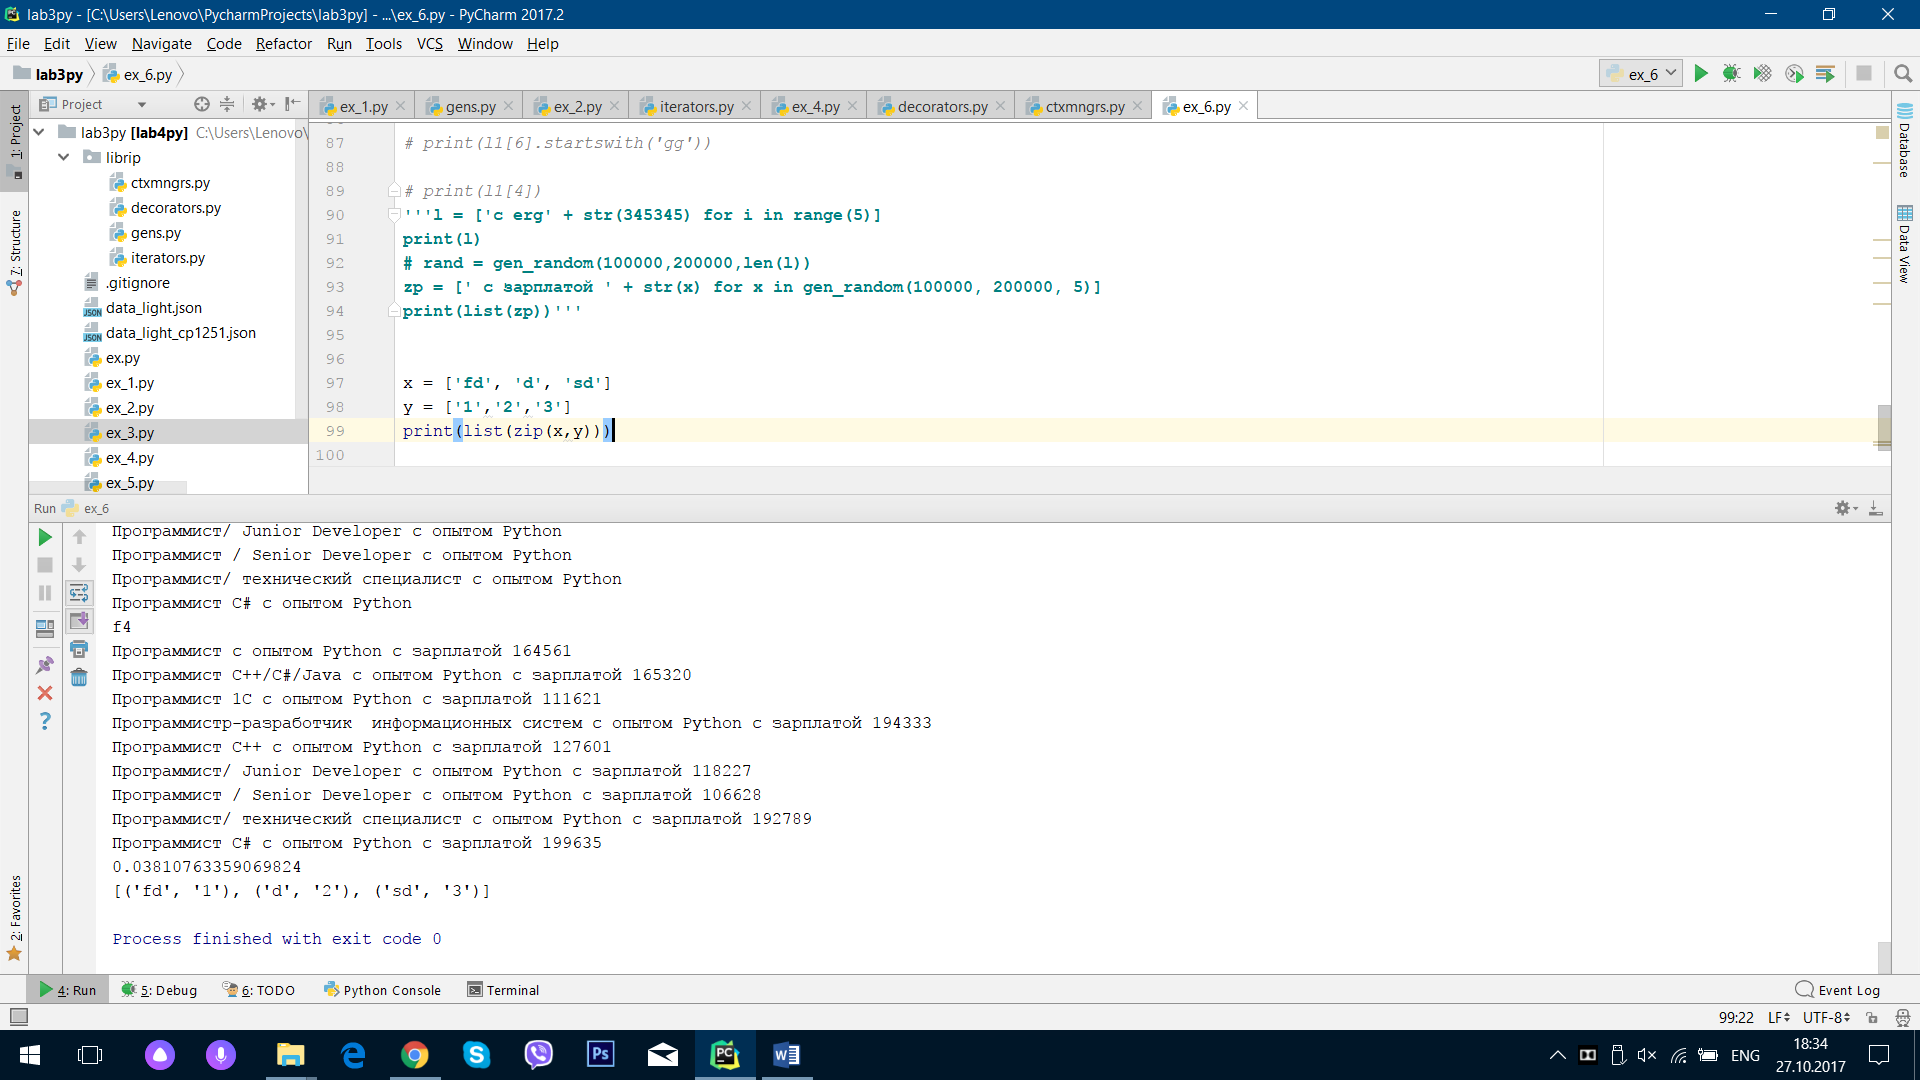 lab3py - [C:\Users\Lenovo\PycharmProjects\lab3py] - ...\ex_6.py - PyCharm 2017.2
File Edit View Navigate Code Refactor Run Tools VCS Window Help
lab3py ex_6.py
ex_6
Project
ex_1.py gens.py ex_2.py iterators.py ex_4.py decorators.py ctxmngrs.py ex_6.py
1: Project
7: Structure
2: Favorites
Database
Data View
lab3py [lab4py] C:\Users\Lenovo\
librip
ctxmngrs.py
decorators.py
gens.py
iterators.py
.gitignore
data_light.json
data_light_cp1251.json
ex.py
ex_1.py
ex_2.py
ex_3.py
ex_4.py
ex_5.py
87 # print(l1[6].startswith('gg'))
88
89 # print(l1[4])
90 '''l = ['c erg' + str(345345) for i in range(5)]
91 print(l)
92 # rand = gen_random(100000,200000,len(l))
93 zp = [' с зарплатой ' + str(x) for x in gen_random(100000, 200000, 5)]
94 print(list(zp))'''
95
96
97 x = ['fd', 'd', 'sd']
98 y = ['1','2','3']
99 print(list(zip(x,y)))
100
Run ex_6
Программист/ Junior Developer с опытом Python
Программист / Senior Developer с опытом Python
Программист/ технический специалист с опытом Python
Программист C# с опытом Python
f4
Программист с опытом Python с зарплатой 164561
Программист C++/C#/Java с опытом Python с зарплатой 165320
Программист 1С с опытом Python с зарплатой 111621
Программистр-разработчик  информационных систем с опытом Python с зарплатой 194333
Программист C++ с опытом Python с зарплатой 127601
Программист/ Junior Developer с опытом Python с зарплатой 118227
Программист / Senior Developer с опытом Python с зарплатой 106628
Программист/ технический специалист с опытом Python с зарплатой 192789
Программист C# с опытом Python с зарплатой 199635
0.03810763359069824
[('fd', '1'), ('d', '2'), ('sd', '3')]
Process finished with exit code 0
4: Run 5: Debug 6: TODO Python Console Terminal Event Log
99:22 LF UTF-8
ENG
18:34
27.10.2017